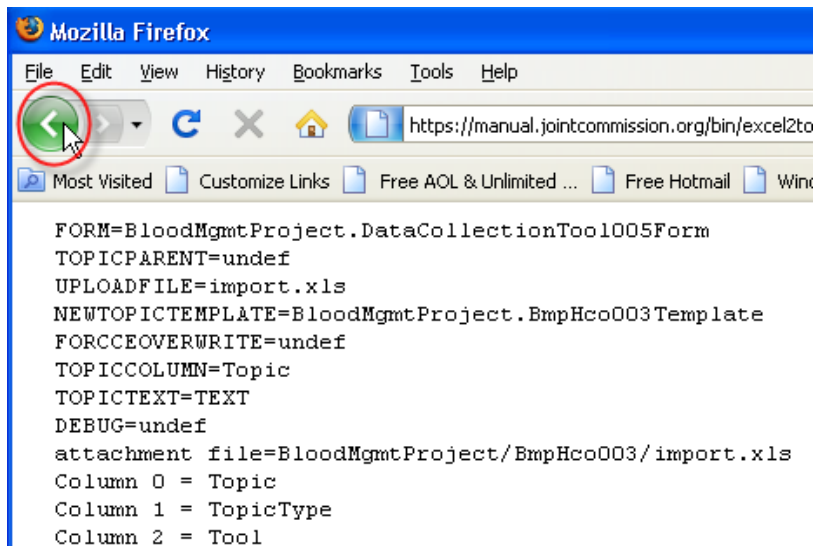 Mozilla Firefox
File Edit View History Bookmarks Tools Help
https://manual.jointcommission.org/bin/excel2to
Most Visited Customize Links Free AOL & Unlimited ... Free Hotmail Wind
FORM=BloodMgmtProject.DataCollectionTool005Form
TOPICPARENT=undef
UPLOADFILE=import.xls
NEWTOPICTEMPLATE=BloodMgmtProject.BmpHco003Template
FORCCEOVERWRITE=undef
TOPICCOLUMN=Topic
TOPICTEXT=TEXT
DEBUG=undef
attachment file=BloodMgmtProject/BmpHco003/import.xls
Column 0 = Topic
Column 1 = TopicType
Column 2 = Tool